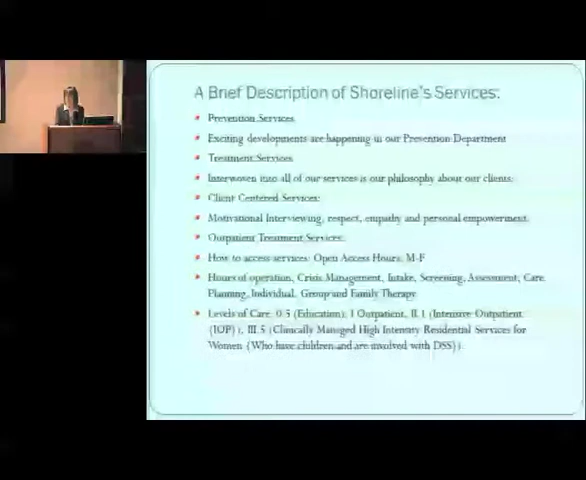 A Brief Description of Shoreline's Services:
Prevention Services
Exciting developments are happening in our Prevention Department
Treatment Services
Interwoven into all of our services is our philosophy about our clients.
Client Centered Services:
Motivational Interviewing, respect, empathy and personal empowerment.
Outpatient Treatment Services:
How to access services: Open Access Hours: M-F
Hours of operation, Crisis Management, Intake, Screening, Assessment, Care
Planning, Individual, Group and Family Therapy
Levels of Care: 0.5 (Education), I Outpatient, II.1 (Intensive Outpatient
(IOP)), III.5 (Clinically Managed High Intensity Residential Services for
Women (Who have children and are involved with DSS)).